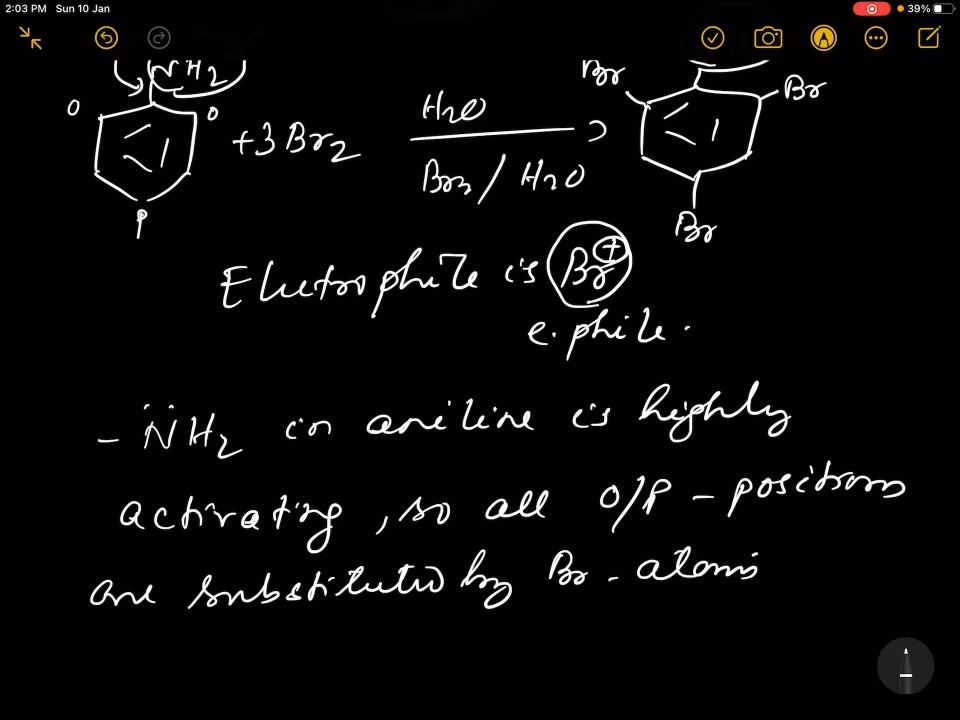 2:03 PM Sun 10 Jan 39%
NH2 Br Br
O O +3Br2 H2O
Br2/H2O
P Br
Electrophile is Br+
e.phile.
- N̈H2 in aniline is highly
activating, so all O/P - positions
are substituted by Br - atoms